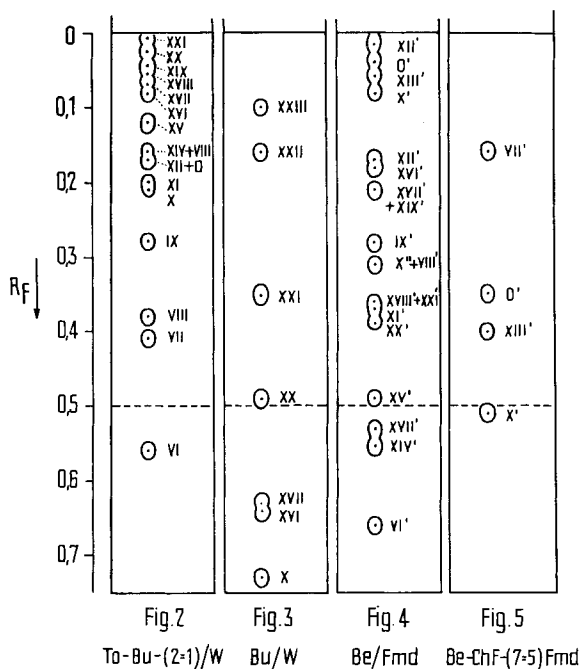 0
0,1
0,2
0,3
0,4
0,5
0,6
0,7
RF
XXI
XX
XIX
XVIII
XVII
XVI
XV
XIV+VIII
XII+O
XI
X
IX
VIII
VII
VI
Fig.2
To-Bu-(2:1)/W
XXIII
XXII
XXI
XX
XVII
XVI
X
Fig.3
Bu/W
XII'
O'
XIII'
X'
XII'
XVI'
XVII'
+XIX'
IX'
X"+VIII'
XVIII'+XXI'
XI'
XX'
XV'
XVII'
XIV'
VI'
Fig.4
Be/Fmd
VII'
O'
XIII'
X'
Fig.5
Be-ChF-(7:5)Fmd